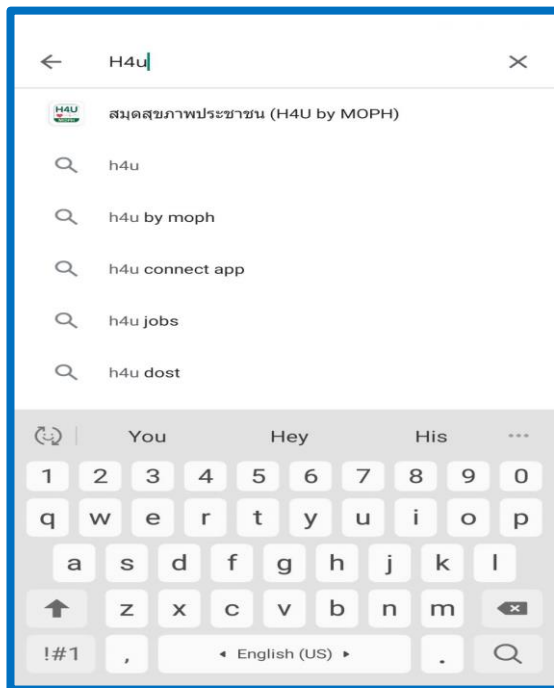 H4u
H4U
MOPH
สมุดสุขภาพประชาชน (H4U by MOPH)
h4u
h4u by moph
h4u connect app
h4u jobs
h4u dost
You Hey His
1 2 3 4 5 6 7 8 9 0
q w e r t y u i o p
a s d f g h j k l
z x c v b n m
!#1 , English (US) .